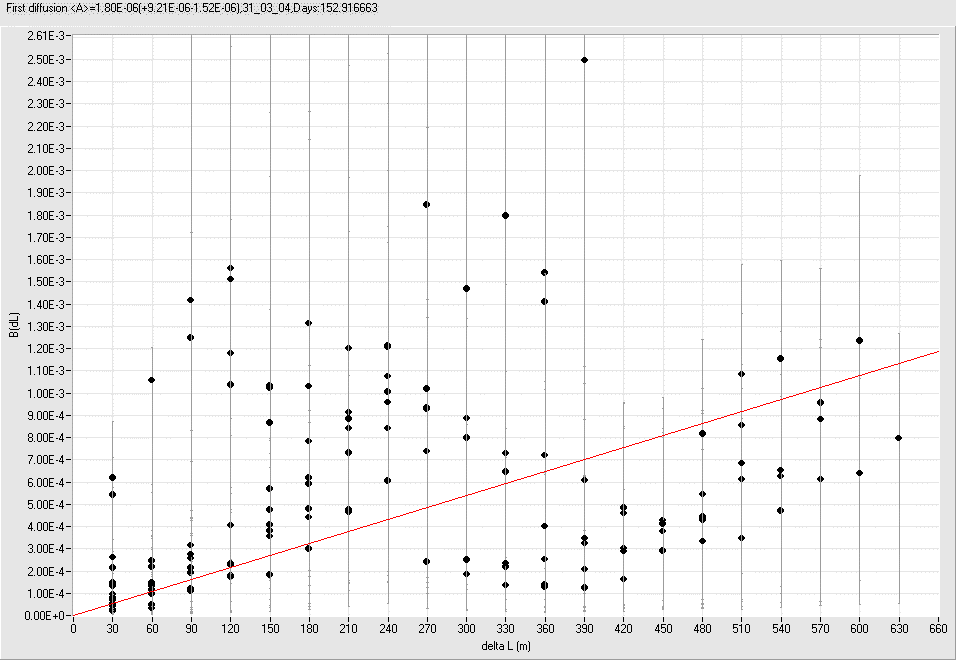 First diffusion <A>=1.80E-06(+9.21E-06-1.52E-06),31_03_04,Days:152.916663
2.61E-3
2.50E-3
2.40E-3
2.30E-3
2.20E-3
2.10E-3
2.00E-3
1.90E-3
1.80E-3
1.70E-3
1.60E-3
1.50E-3
1.40E-3
1.30E-3
1.20E-3
1.10E-3
1.00E-3
9.00E-4
8.00E-4
7.00E-4
6.00E-4
5.00E-4
4.00E-4
3.00E-4
2.00E-4
1.00E-4
0.00E+0
B(dL)
0 30 60 90 120 150 180 210 240 270 300 330 360 390 420 450 480 510 540 570 600 630 660
delta L (m)